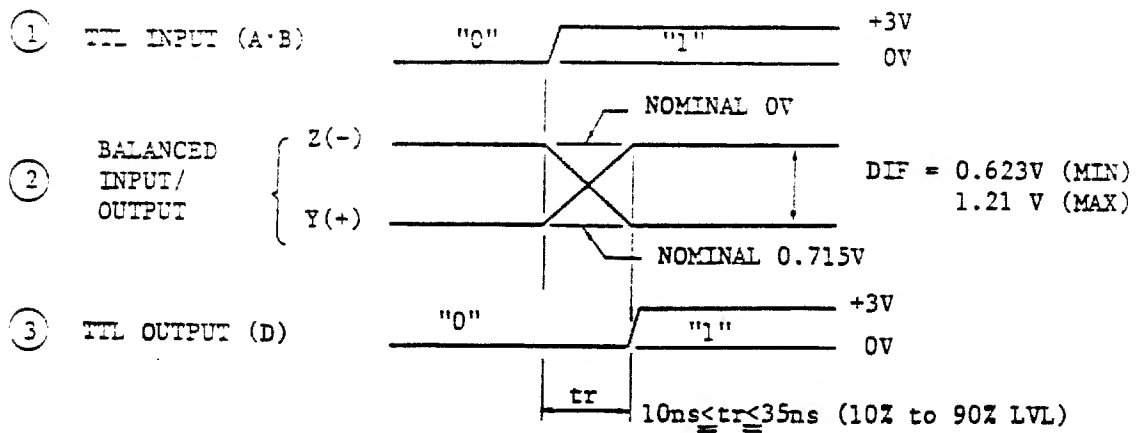 ① TTL INPUT (A·B) "0" "1" +3V
0V
NOMINAL 0V
② BALANCED INPUT/ OUTPUT Z(-)
Y(+)
DIF = 0.623V (MIN)
1.21 V (MAX)
NOMINAL 0.715V
③ TTL OUTPUT (D) "0" "1" +3V
0V
tr
10ns≦tr≦35ns (10% to 90% LVL)